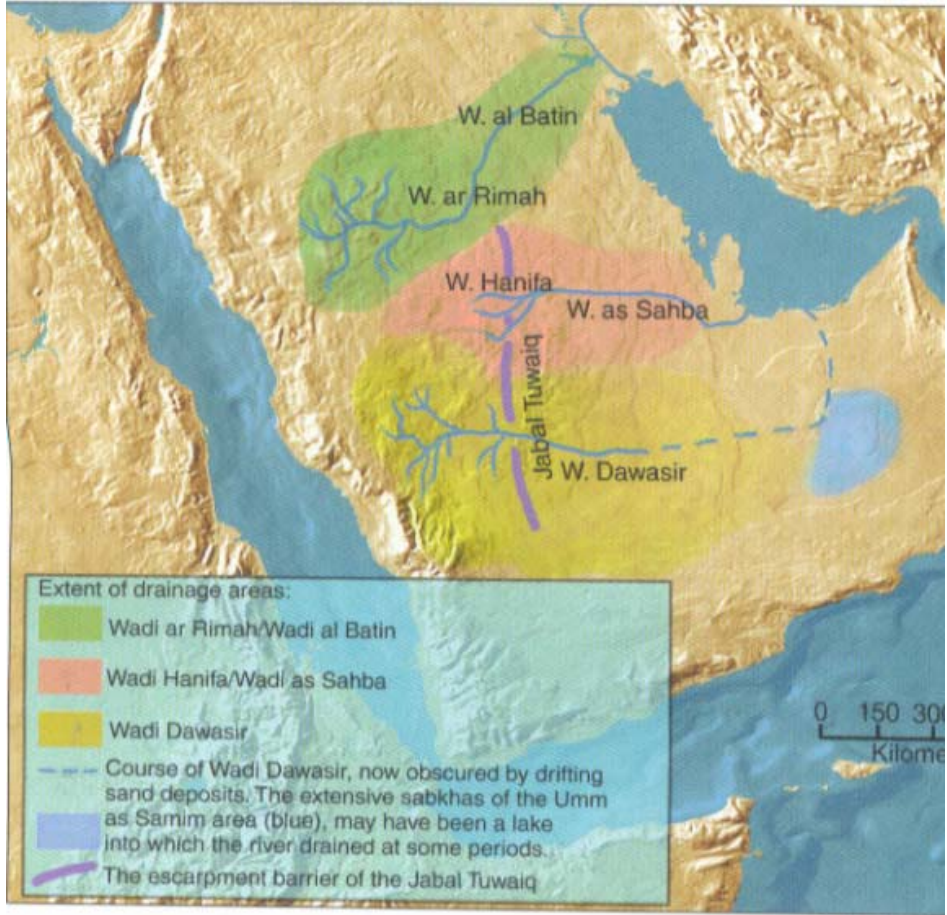 W. al Batin
W. ar Rimah
W. Hanifa
W. as Sahba
Jabal Tuwaiq
W. Dawasir
Extent of drainage areas:
Wadi ar Rimah/Wadi al Batin
Wadi Hanifa/Wadi as Sahba
Wadi Dawasir
Course of Wadi Dawasir, now obscured by drifting
sand deposits. The extensive sabkhas of the Umm
as Samim area (blue), may have been a lake
into which the river drained at some periods.
The escarpment barrier of the Jabal Tuwaiq
0 150 300
Kilome